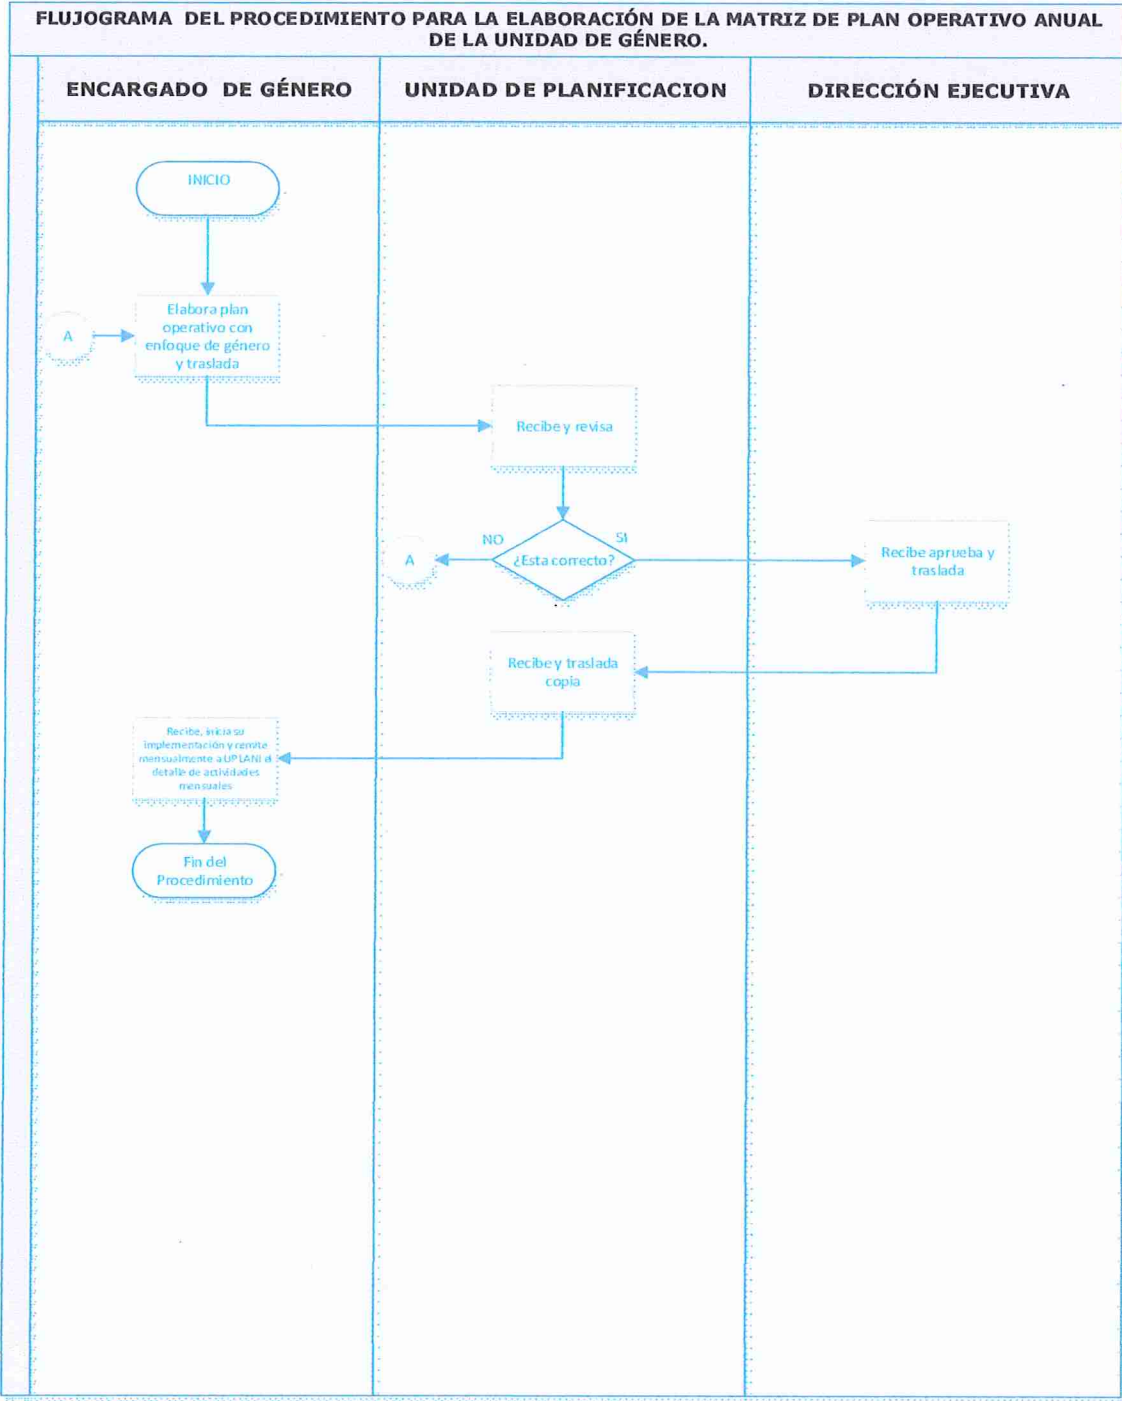 FLUJOGRAMA DEL PROCEDIMIENTO PARA LA ELABORACIÓN DE LA MATRIZ DE PLAN OPERATIVO ANUAL
DE LA UNIDAD DE GÉNERO.
ENCARGADO DE GÉNERO
UNIDAD DE PLANIFICACION
DIRECCIÓN EJECUTIVA
INICIO
A
Elabora plan
operativo con
enfoque de género
y traslada
Recibe y revisa
NO
SI
A
¿Esta correcto?
Recibe aprueba y
traslada
Recibe y traslada
copia
Recibe, inicia su
implementación y remite
mensualmente a UPLANI el
detalle de actividades
mensuales
Fin del
Procedimiento